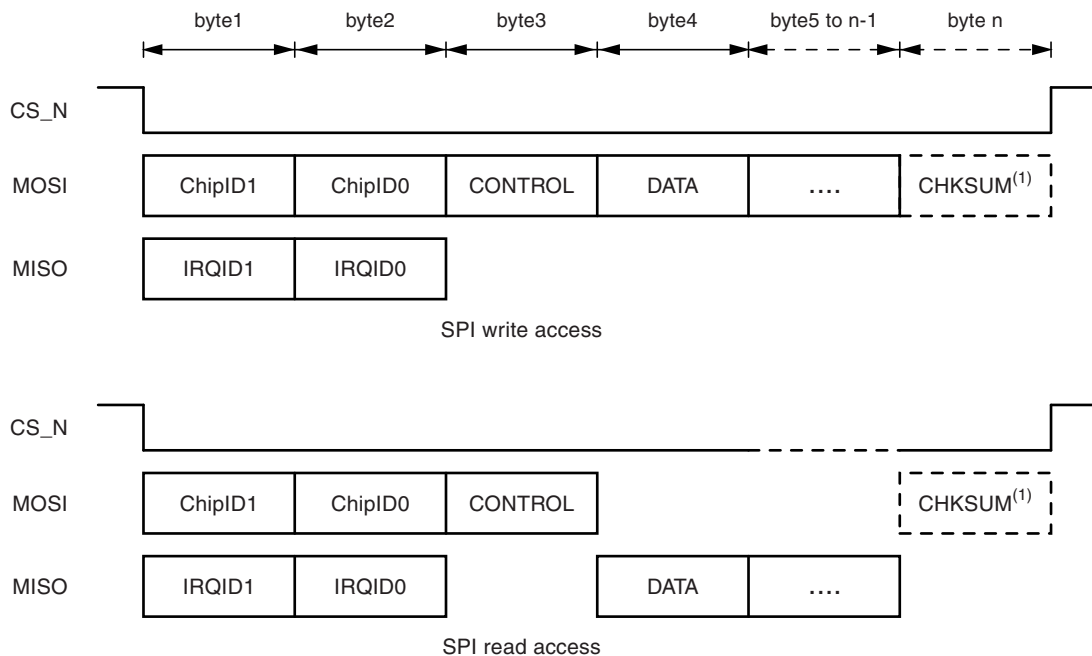 byte1 byte2 byte3 byte4 byte5 to n-1 byte n
CS_N
MOSI ChipID1 ChipID0 CONTROL DATA .... CHKSUM(1)
MISO IRQID1 IRQID0
SPI write access
CS_N
MOSI ChipID1 ChipID0 CONTROL CHKSUM(1)
MISO IRQID1 IRQID0 DATA ....
SPI read access